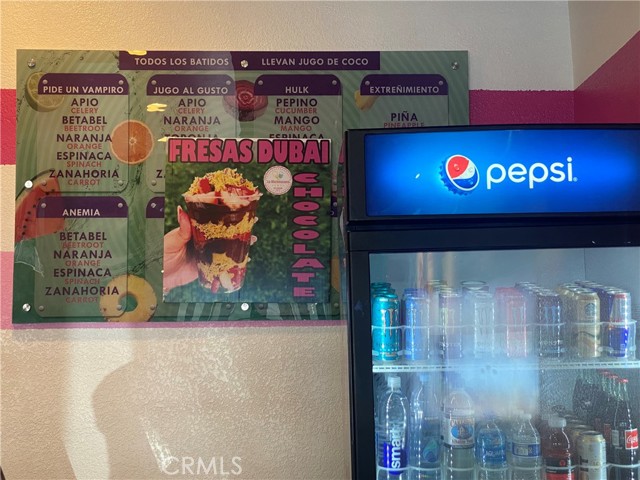 TODOS LOS BATIDOS LLEVAN JUGO DE COCO
PIDE UN VAMPIRO
APIO
CELERY
BETABEL
BEETROOT
NARANJA
ORANGE
ESPINACA
SPINACH
ZANAHORIA
CARROT
JUGO AL GUSTO
APIO
CELERY
NARANJA
ORANGE
HULK
PEPINO
CUCUMBER
MANGO
MANGO
ESPINACA
EXTREÑIMIENTO
PIÑA
PINEAPPLE
ANEMIA
BETABEL
BEETROOT
NARANJA
ORANGE
ESPINACA
SPINACH
ZANAHORIA
CARROT
FRESAS DUBAI
CHOCOLATE
pepsi
smart
CRMLS